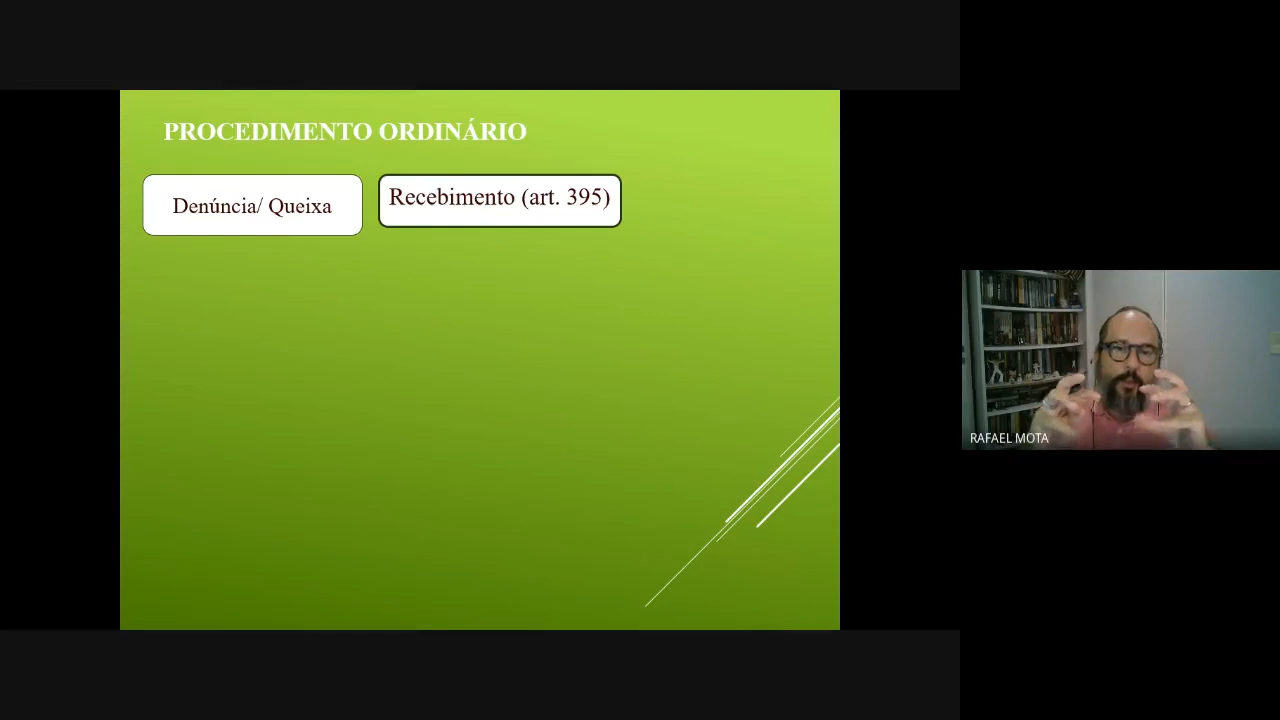 PROCEDIMENTO ORDINÁRIO
Denúncia/ Queixa
Recebimento (art. 395)
RAFAEL MOTA